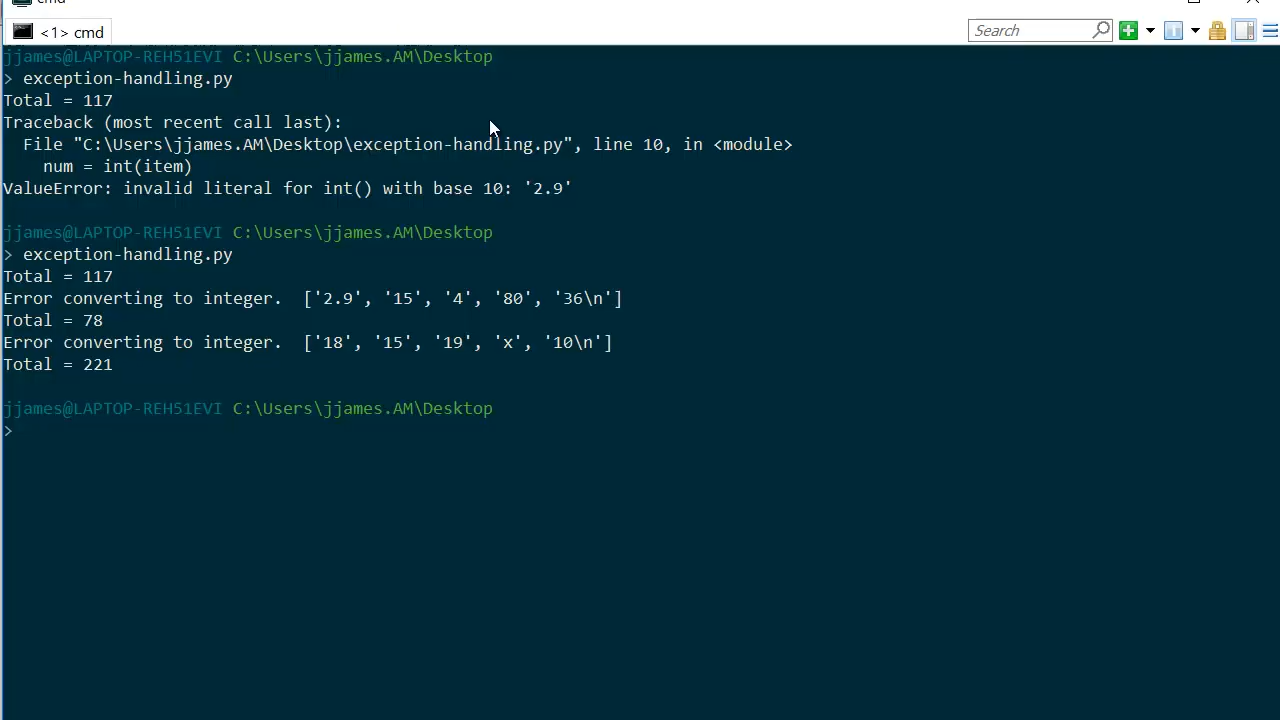 cmd
<1> cmd
Search
jjames@LAPTOP-REH51EVI C:\Users\jjames.AM\Desktop
> exception-handling.py
Total = 117
Traceback (most recent call last):
  File "C:\Users\jjames.AM\Desktop\exception-handling.py", line 10, in <module>
    num = int(item)
ValueError: invalid literal for int() with base 10: '2.9'
jjames@LAPTOP-REH51EVI C:\Users\jjames.AM\Desktop
> exception-handling.py
Total = 117
Error converting to integer.  ['2.9', '15', '4', '80', '36\n']
Total = 78
Error converting to integer.  ['18', '15', '19', 'x', '10\n']
Total = 221
jjames@LAPTOP-REH51EVI C:\Users\jjames.AM\Desktop
>